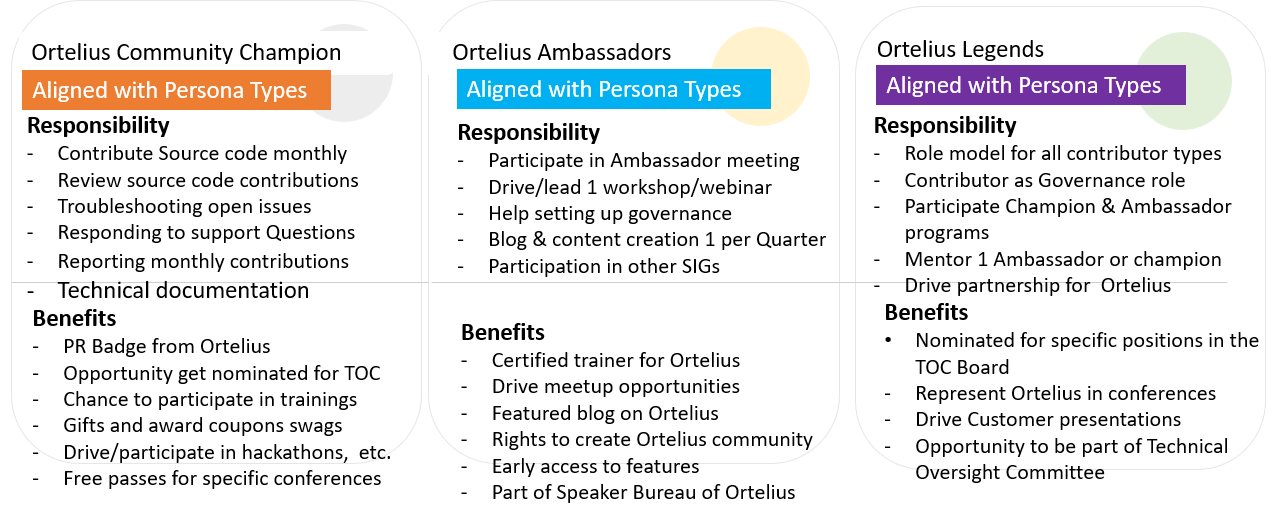 Ortelius Community Champion
Aligned with Persona Types
Responsibility
- Contribute Source code monthly
- Review source code contributions
- Troubleshooting open issues
- Responding to support Questions
- Reporting monthly contributions
- Technical documentation
Benefits
- PR Badge from Ortelius
- Opportunity get nominated for TOC
- Chance to participate in trainings
- Gifts and award coupons swags
- Drive/participate in hackathons, etc.
- Free passes for specific conferences
Ortelius Ambassadors
Aligned with Persona Types
Responsibility
- Participate in Ambassador meeting
- Drive/lead 1 workshop/webinar
- Help setting up governance
- Blog & content creation 1 per Quarter
- Participation in other SIGs
Benefits
- Certified trainer for Ortelius
- Drive meetup opportunities
- Featured blog on Ortelius
- Rights to create Ortelius community
- Early access to features
- Part of Speaker Bureau of Ortelius
Ortelius Legends
Aligned with Persona Types
Responsibility
- Role model for all contributor types
- Contributor as Governance role
- Participate Champion & Ambassador
programs
- Mentor 1 Ambassador or champion
- Drive partnership for Ortelius
Benefits
• Nominated for specific positions in the
TOC Board
- Represent Ortelius in conferences
- Drive Customer presentations
- Opportunity to be part of Technical
Oversight Committee